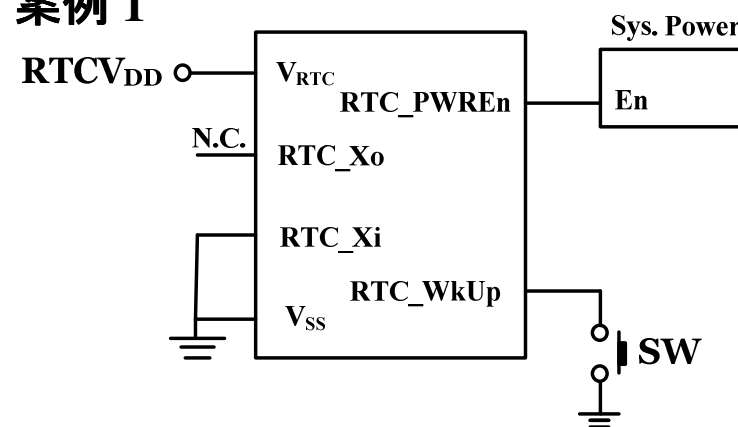 案例 1
Sys. Power
RTCVDD
VRTC
RTC_PWREn
En
N.C.
RTC_Xo
RTC_Xi
RTC_WkUp
VSS
SW